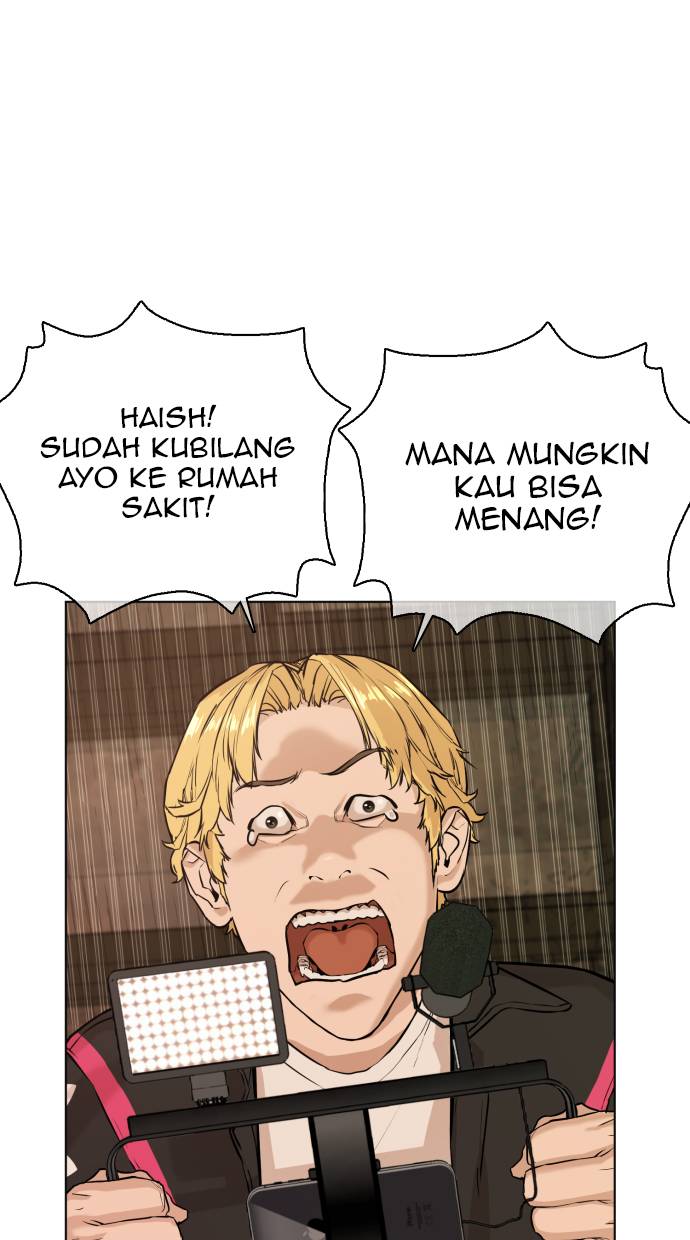 HAISH!
SUDAH KUBILANG
AYO KE RUMAH
SAKIT!
MANA MUNGKIN
KAU BISA
MENANG!